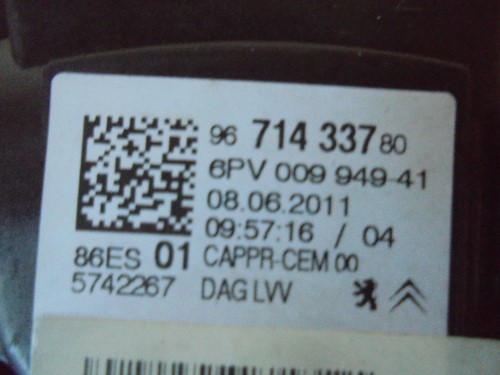 96 714 337 80
6PV 009 949-41
08.06.2011
09:57:16 / 04
86ES 01 CAPPR-CEM 00
5742267 DAG LVV